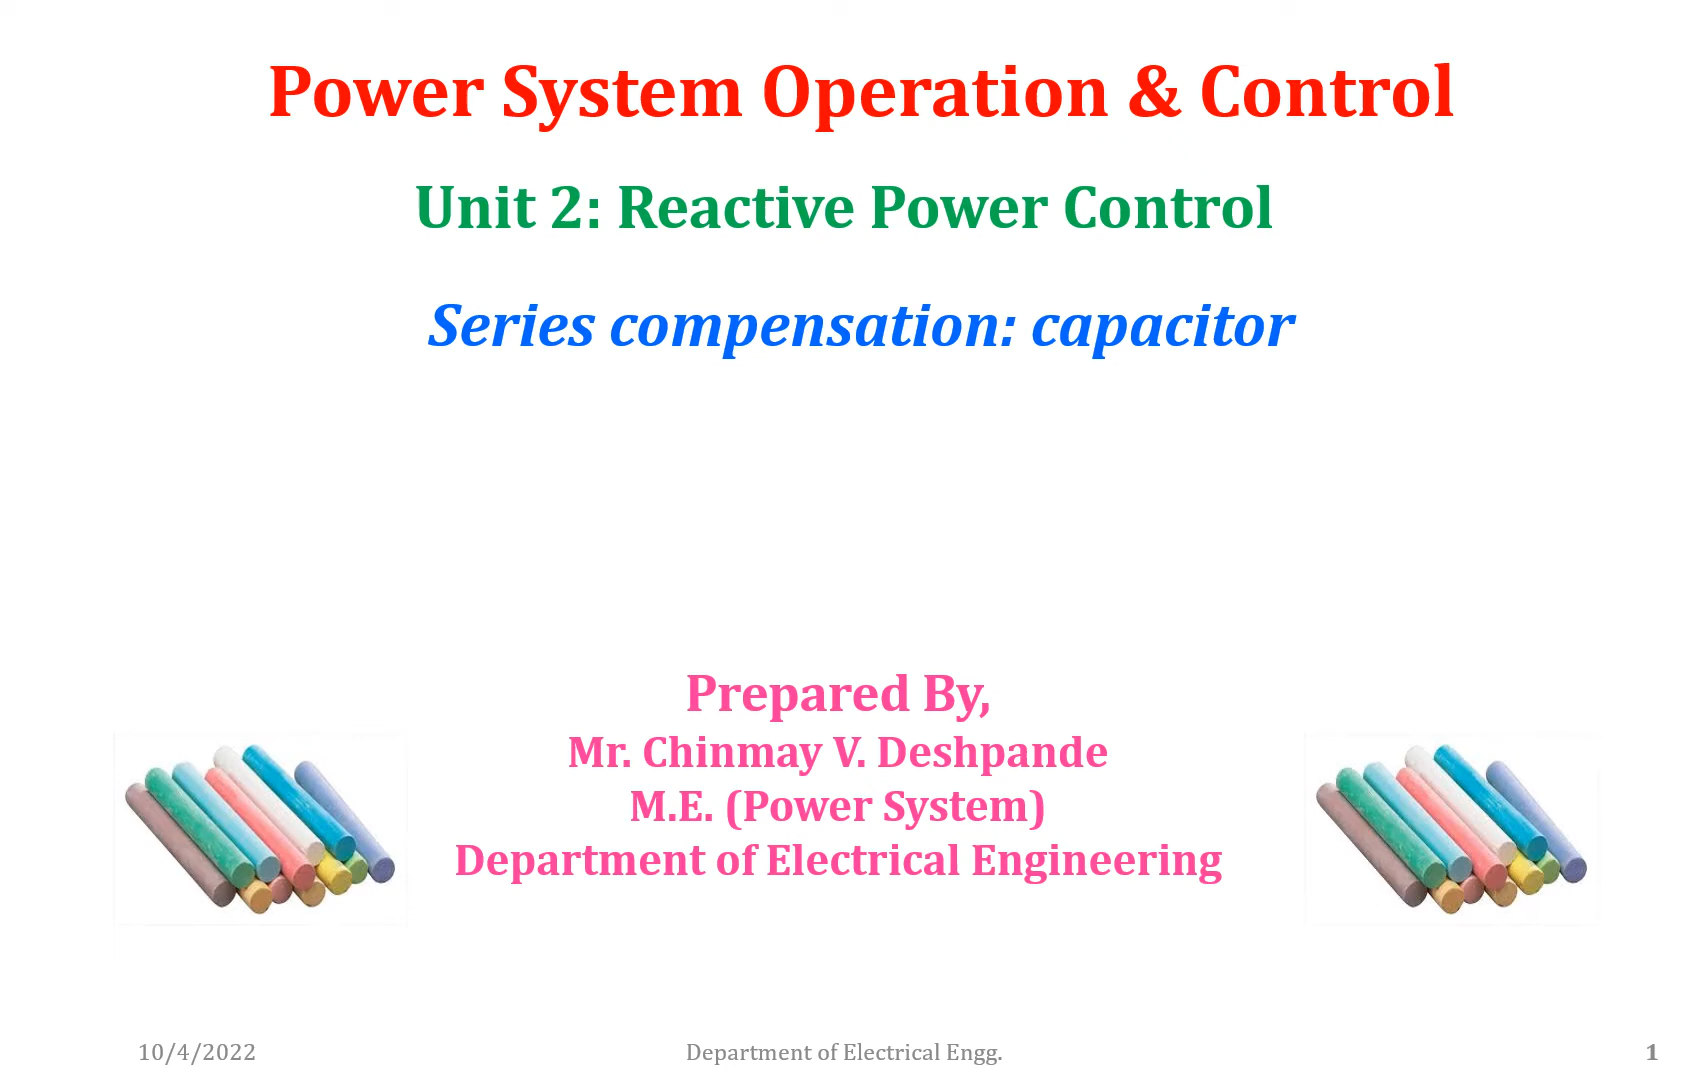 Power System Operation & Control
Unit 2: Reactive Power Control
Series compensation: capacitor
Prepared By,
Mr. Chinmay V. Deshpande
M.E. (Power System)
Department of Electrical Engineering
10/4/2022
Department of Electrical Engg.
1